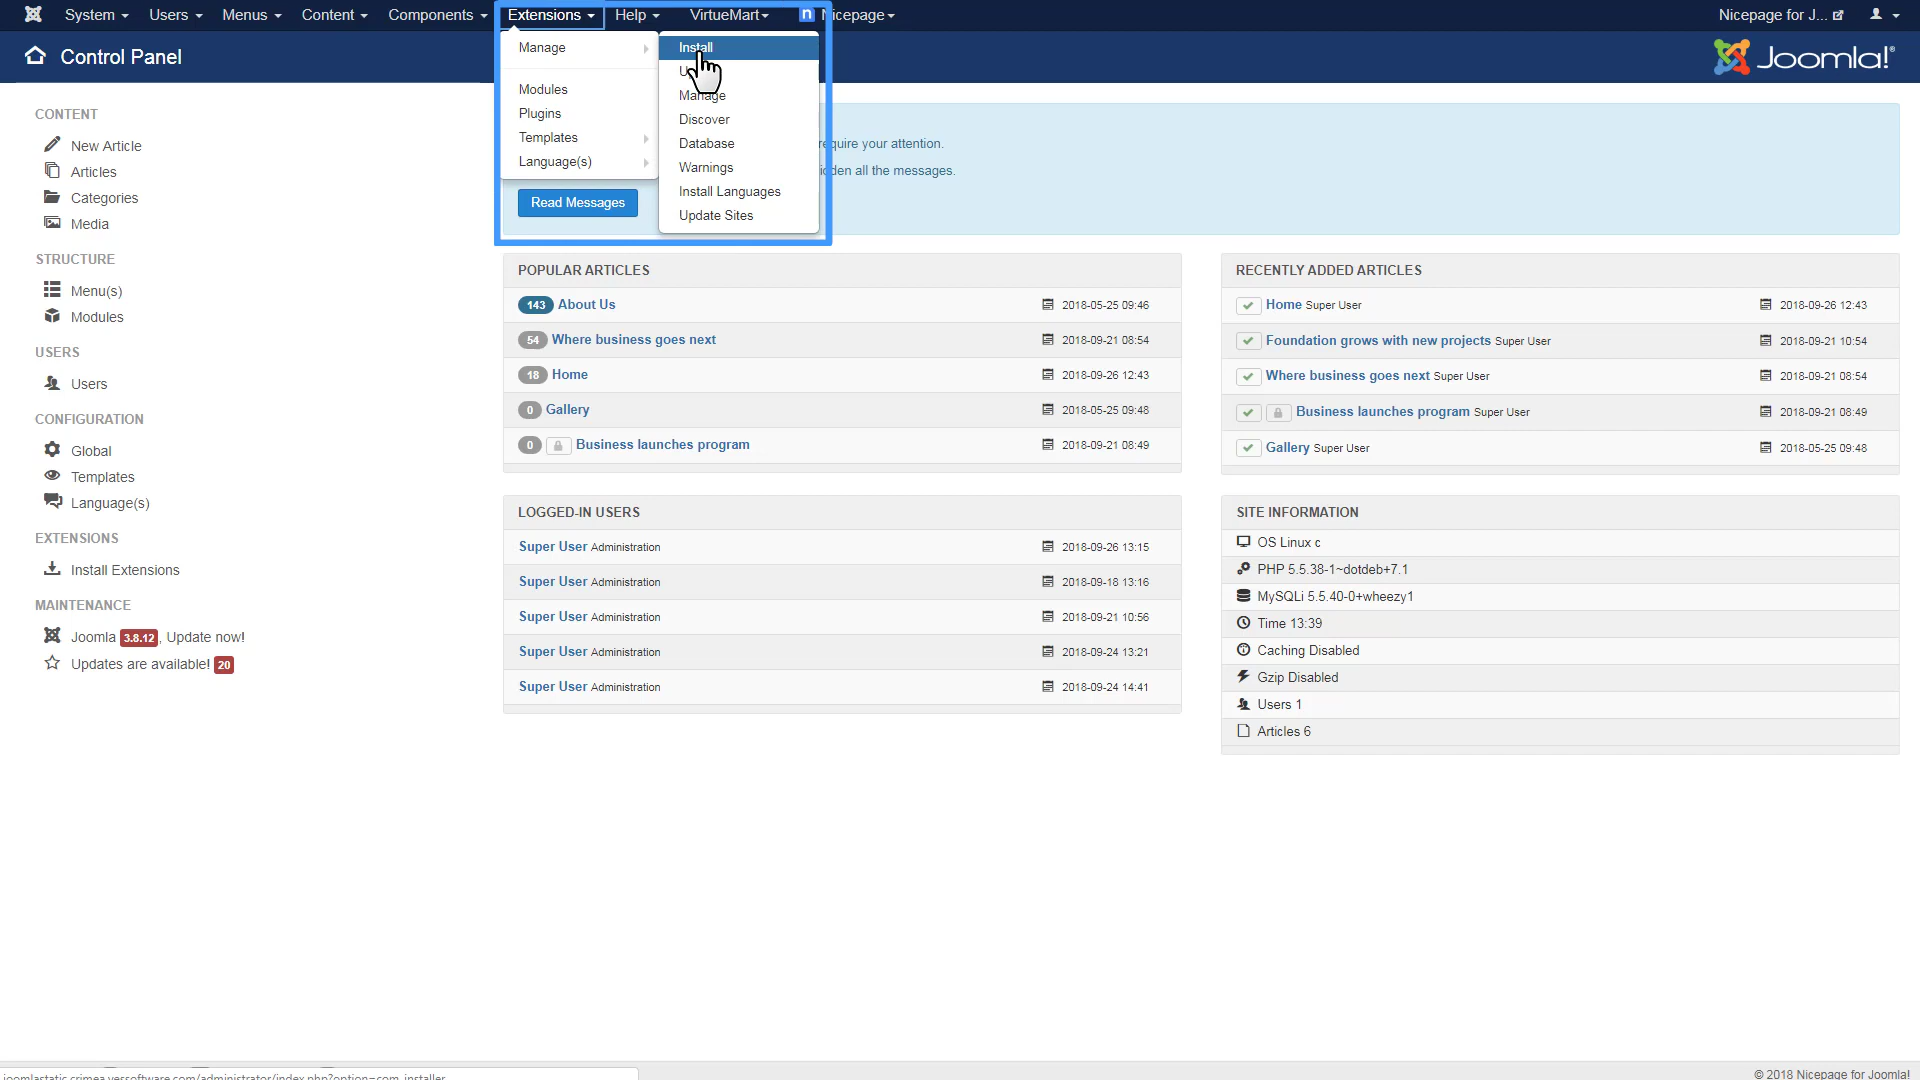 System
Users
Menus
Content
Components
Extensions
Help
VirtueMart
n Nicepage
Nicepage for J...
Control Panel
Joomla!®
Manage
Modules
Plugins
Templates
Language(s)
Install
Manage
Discover
Database
Warnings
Install Languages
Update Sites
require your attention.
all the messages.
Read Messages
CONTENT
New Article
Articles
Categories
Media
STRUCTURE
Menu(s)
Modules
USERS
Users
CONFIGURATION
Global
Templates
Language(s)
EXTENSIONS
Install Extensions
MAINTENANCE
Joomla 3.8.12, Update now!
Updates are available! 20
POPULAR ARTICLES
143 About Us 2018-05-25 09:46
54 Where business goes next 2018-09-21 08:54
18 Home 2018-09-26 12:43
0 Gallery 2018-05-25 09:48
0 Business launches program 2018-09-21 08:49
LOGGED-IN USERS
Super User Administration 2018-09-26 13:15
Super User Administration 2018-09-18 13:16
Super User Administration 2018-09-21 10:56
Super User Administration 2018-09-24 13:21
Super User Administration 2018-09-24 14:41
RECENTLY ADDED ARTICLES
Home Super User 2018-09-26 12:43
Foundation grows with new projects Super User 2018-09-21 10:54
Where business goes next Super User 2018-09-21 08:54
Business launches program Super User 2018-09-21 08:49
Gallery Super User 2018-05-25 09:48
SITE INFORMATION
OS Linux c
PHP 5.5.38-1~dotdeb+7.1
MySQLi 5.5.40-0+wheezy1
Time 13:39
Caching Disabled
Gzip Disabled
Users 1
Articles 6
joomlastatic.crimea.vessoftware.com/administrator/index.php?option=com_installer
© 2018 Nicepage for Joomla!